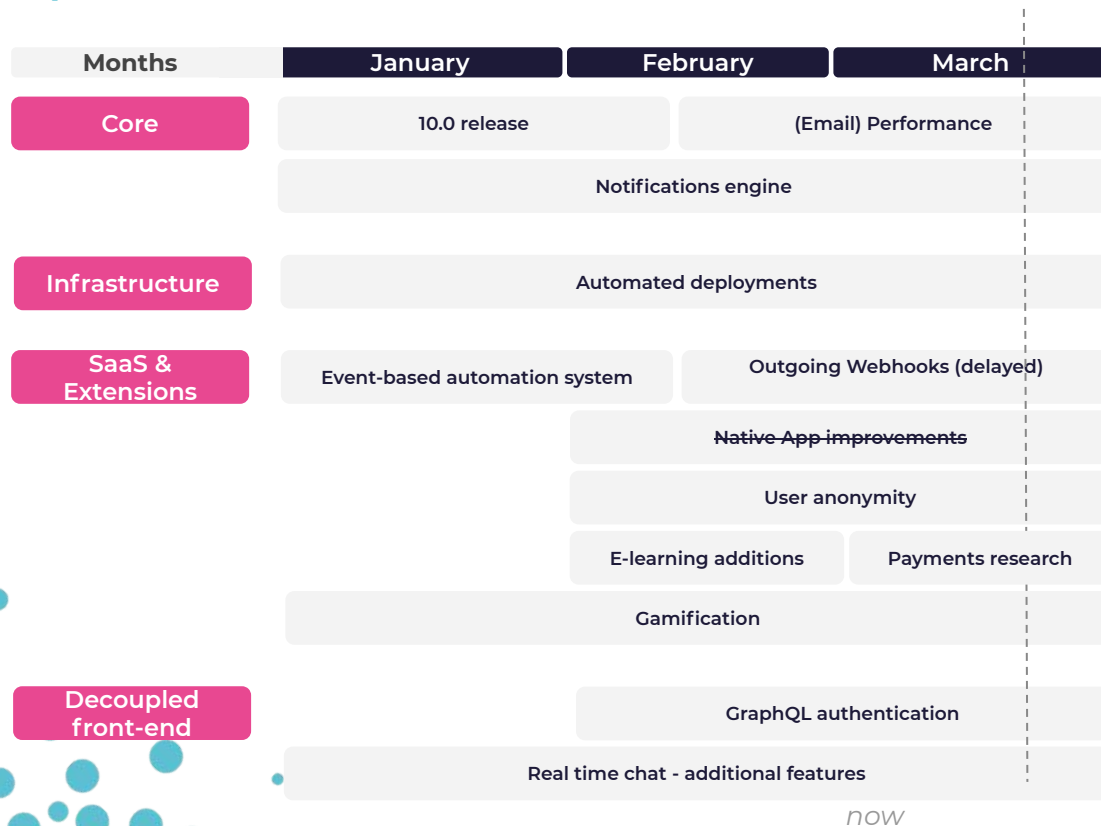 Months January February March
Core 10.0 release (Email) Performance
Notifications engine
Infrastructure Automated deployments
SaaS &
Extensions
Event-based automation system Outgoing Webhooks (delayed)
Native App improvements
User anonymity
E-learning additions Payments research
Gamification
Decoupled
front-end
GraphQL authentication
Real time chat - additional features
now